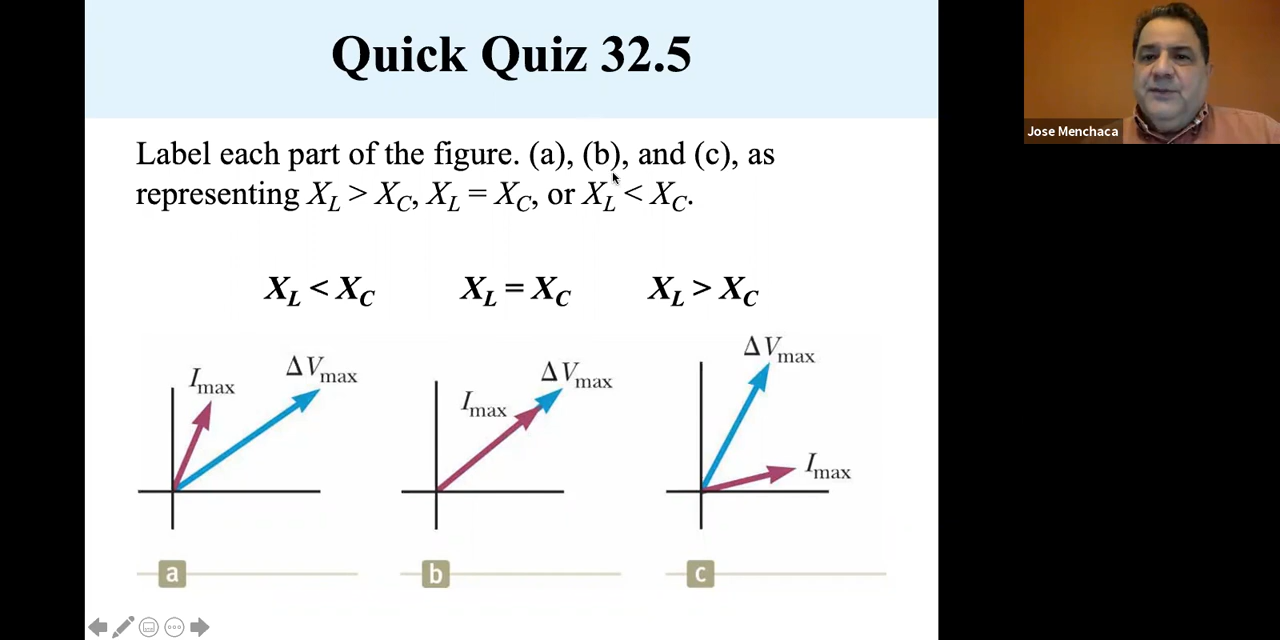 Quick Quiz 32.5
Jose Menchaca
Label each part of the figure. (a), (b), and (c), as
representing X_L > X_C, X_L = X_C, or X_L < X_C.
X_L < X_C
X_L = X_C
X_L > X_C
I_max
ΔV_max
I_max
ΔV_max
ΔV_max
I_max
a
b
c